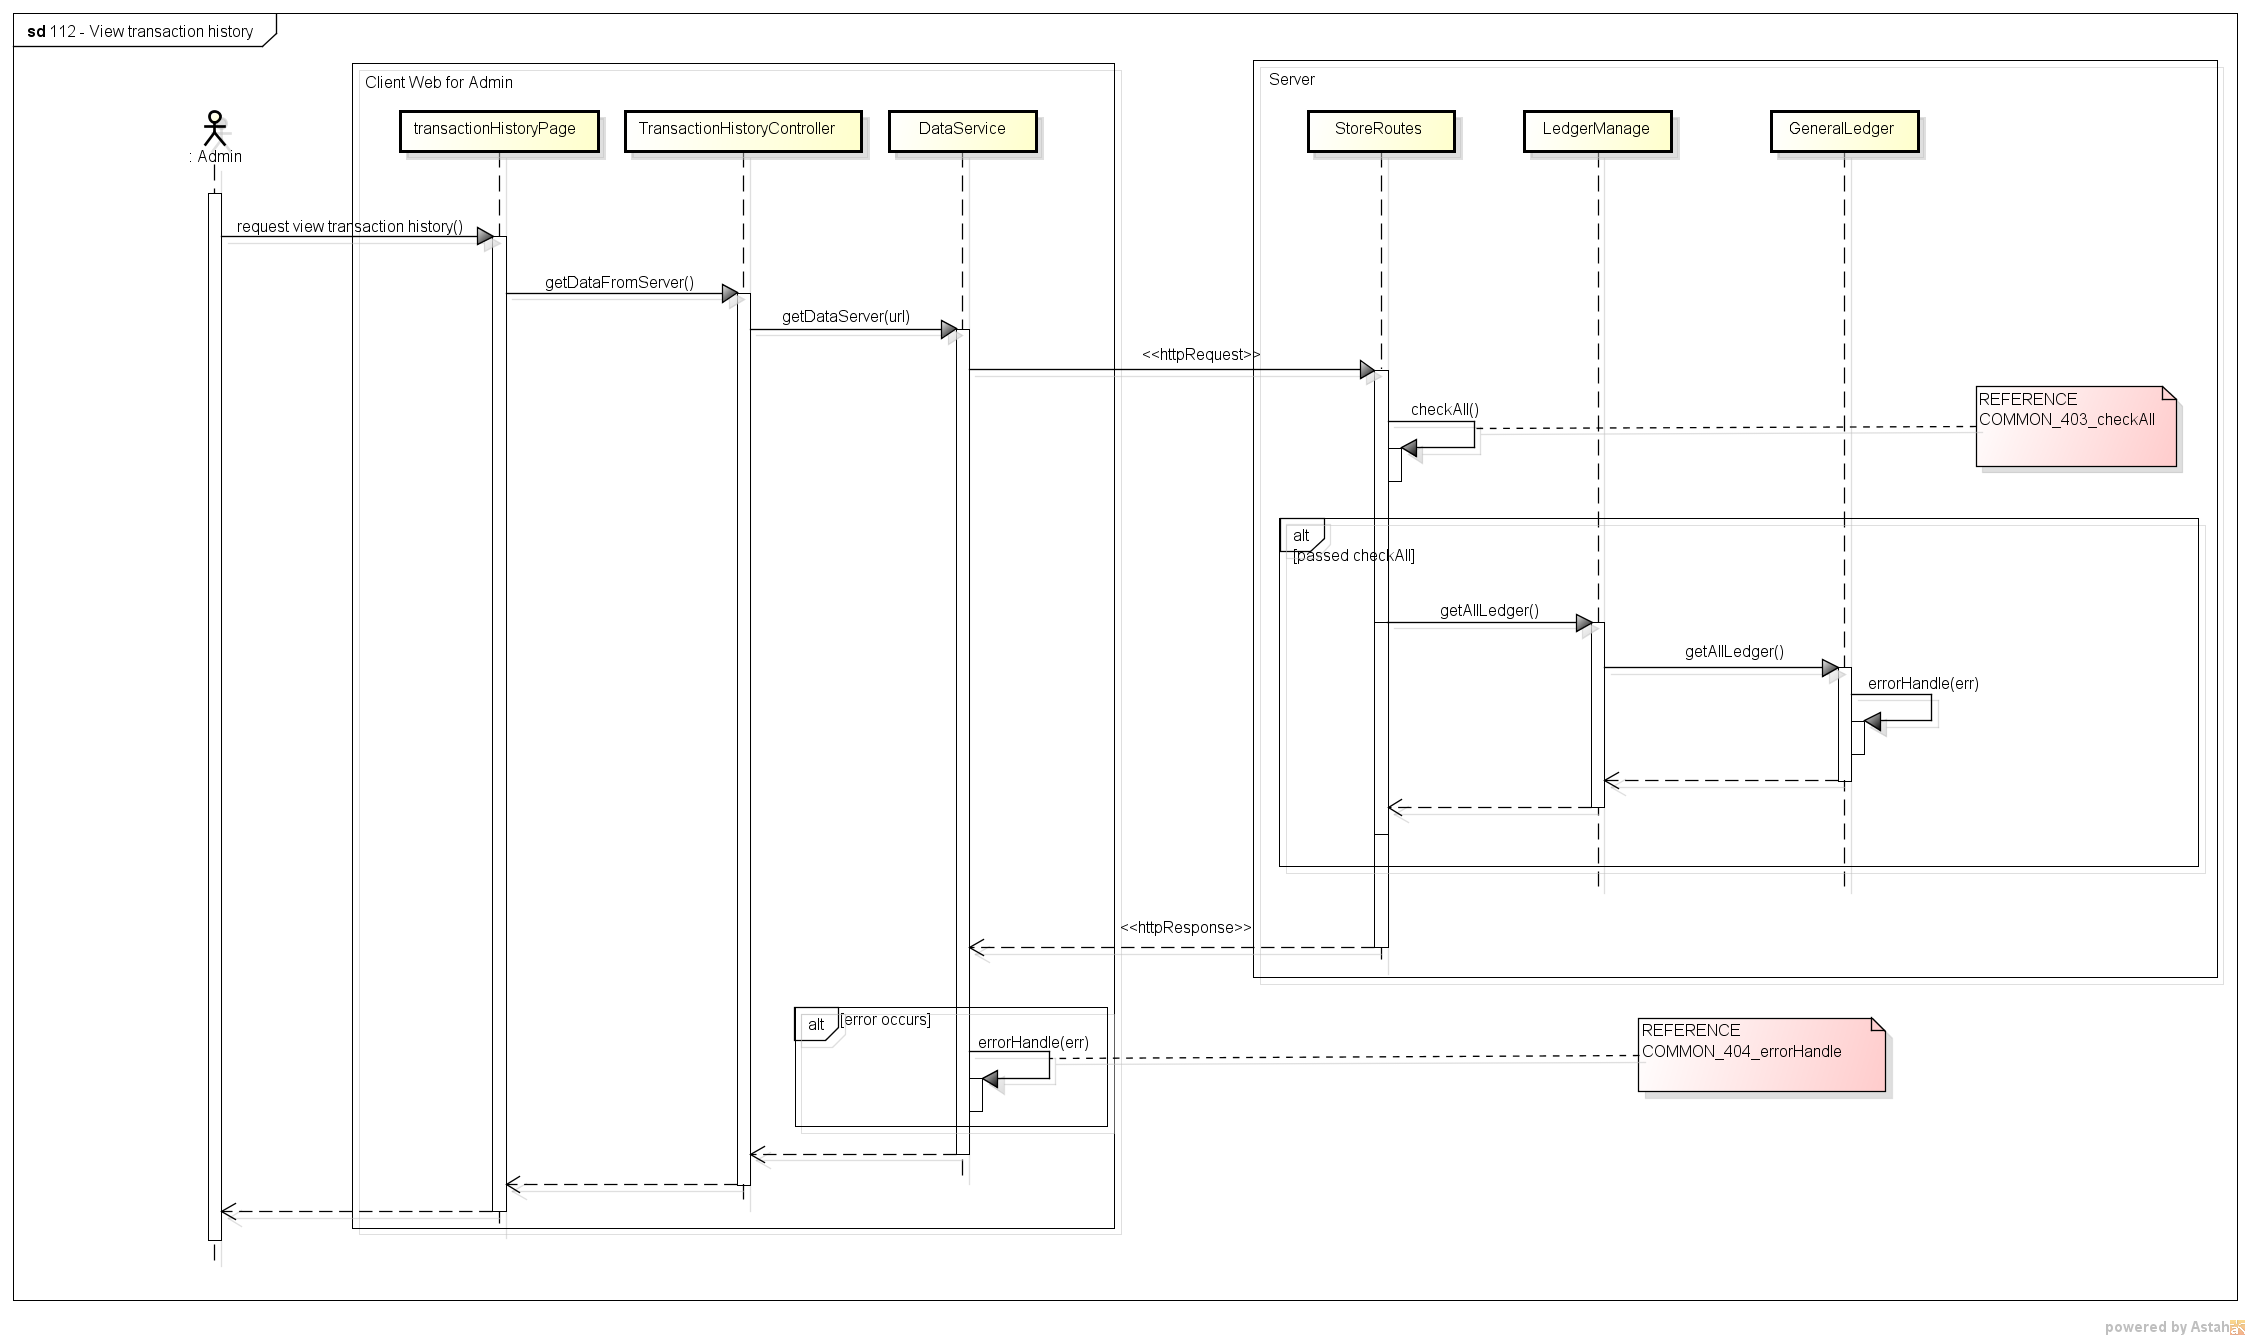 sd 112 - View transaction history
Client Web for Admin
Server
: Admin
transactionHistoryPage
TransactionHistoryController
DataService
StoreRoutes
LedgerManage
GeneralLedger
request view transaction history()
getDataFromServer()
getDataServer(url)
<<httpRequest>>
checkAll()
REFERENCE
COMMON_403_checkAll
alt
[passed checkAll]
getAllLedger()
getAllLedger()
errorHandle(err)
<<httpResponse>>
alt
[error occurs]
errorHandle(err)
REFERENCE
COMMON_404_errorHandle
powered by Astah